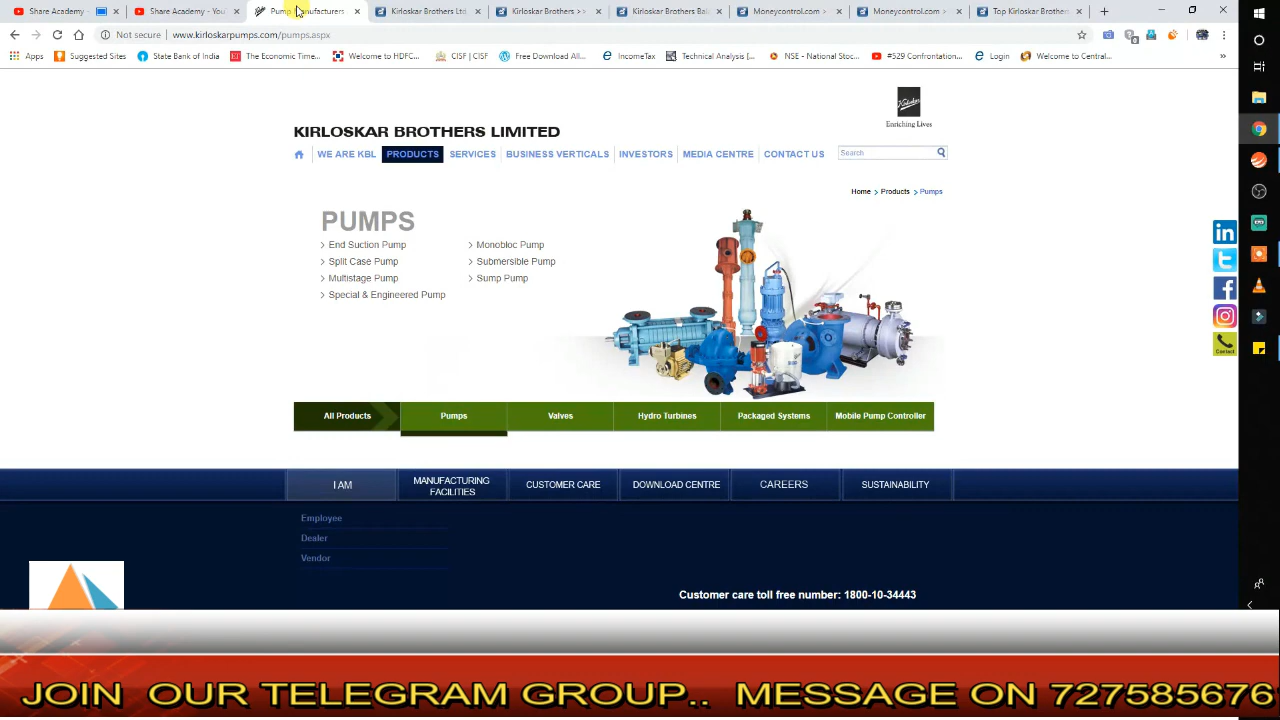 Share Academy -
Share Academy - You
Pump Manufacturers
Kirloskar Brothers Ltd
Kirloskar Brothers >>
Kirloskar Brothers Bal
Moneycontrol.com >
Moneycontrol.com >
Top Kirloskar Brothers
Not secure
www.kirloskarpumps.com/pumps.aspx
Apps
Suggested Sites
State Bank of India
The Economic Time...
Welcome to HDFC...
CISF | CISF
Free Download All...
IncomeTax
Technical Analysis [...
NSE - National Stoc...
#529 Confrontation...
Login
Welcome to Central...
»
Kirloskar
Enriching Lives
KIRLOSKAR BROTHERS LIMITED
WE ARE KBL
PRODUCTS
SERVICES
BUSINESS VERTICALS
INVESTORS
MEDIA CENTRE
CONTACT US
Search
Home > Products > Pumps
PUMPS
End Suction Pump
Split Case Pump
Multistage Pump
Special & Engineered Pump
Monobloc Pump
Submersible Pump
Sump Pump
Contact
All Products
Pumps
Valves
Hydro Turbines
Packaged Systems
Mobile Pump Controller
I AM
MANUFACTURING
FACILITIES
CUSTOMER CARE
DOWNLOAD CENTRE
CAREERS
SUSTAINABILITY
Employee
Dealer
Vendor
Customer care toll free number: 1800-10-34443
JOIN OUR TELEGRAM GROUP.. MESSAGE ON 727585676